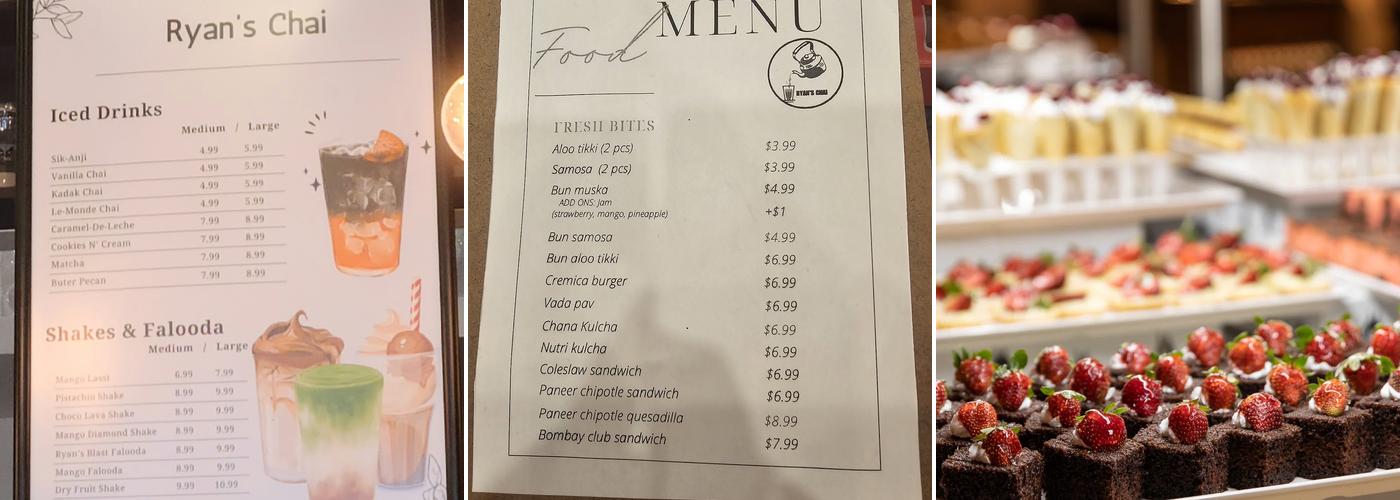 Ryan's Chai
Iced Drinks
Medium / Large
Sik-Anji 4.99 5.99
Vanilla Chai 4.99 5.99
Kadak Chai 4.99 5.99
Le-Monde Chai 4.99 5.99
Caramel-De-Leche 7.99 8.99
Cookies N' Cream 7.99 8.99
Matcha 7.99 8.99
Buter Pecan 7.99 8.99
Shakes & Falooda
Medium / Large
Mango Lassi 6.99 7.99
Pistachio Shake 8.99 9.99
Choco Lava Shake 8.99 9.99
Mango Diamond Shake 8.99 9.99
Ryan's Blast Falooda 8.99 9.99
Mango Falooda 8.99 9.99
Dry Fruit Shake 9.99 10.99
Food MENU
RYAN'S CHAI
FRESH BITES
Aloo tikki (2 pcs) $3.99
Samosa (2 pcs) $3.99
Bun muska $4.99
ADD ONS: Jam
(strawberry, mango, pineapple) +$1
Bun samosa $4.99
Bun aloo tikki $6.99
Cremica burger $6.99
Vada pav $6.99
Chana Kulcha $6.99
Nutri kulcha $6.99
Coleslaw sandwich $6.99
Paneer chipotle sandwich $6.99
Paneer chipotle quesadilla $8.99
Bombay club sandwich $7.99